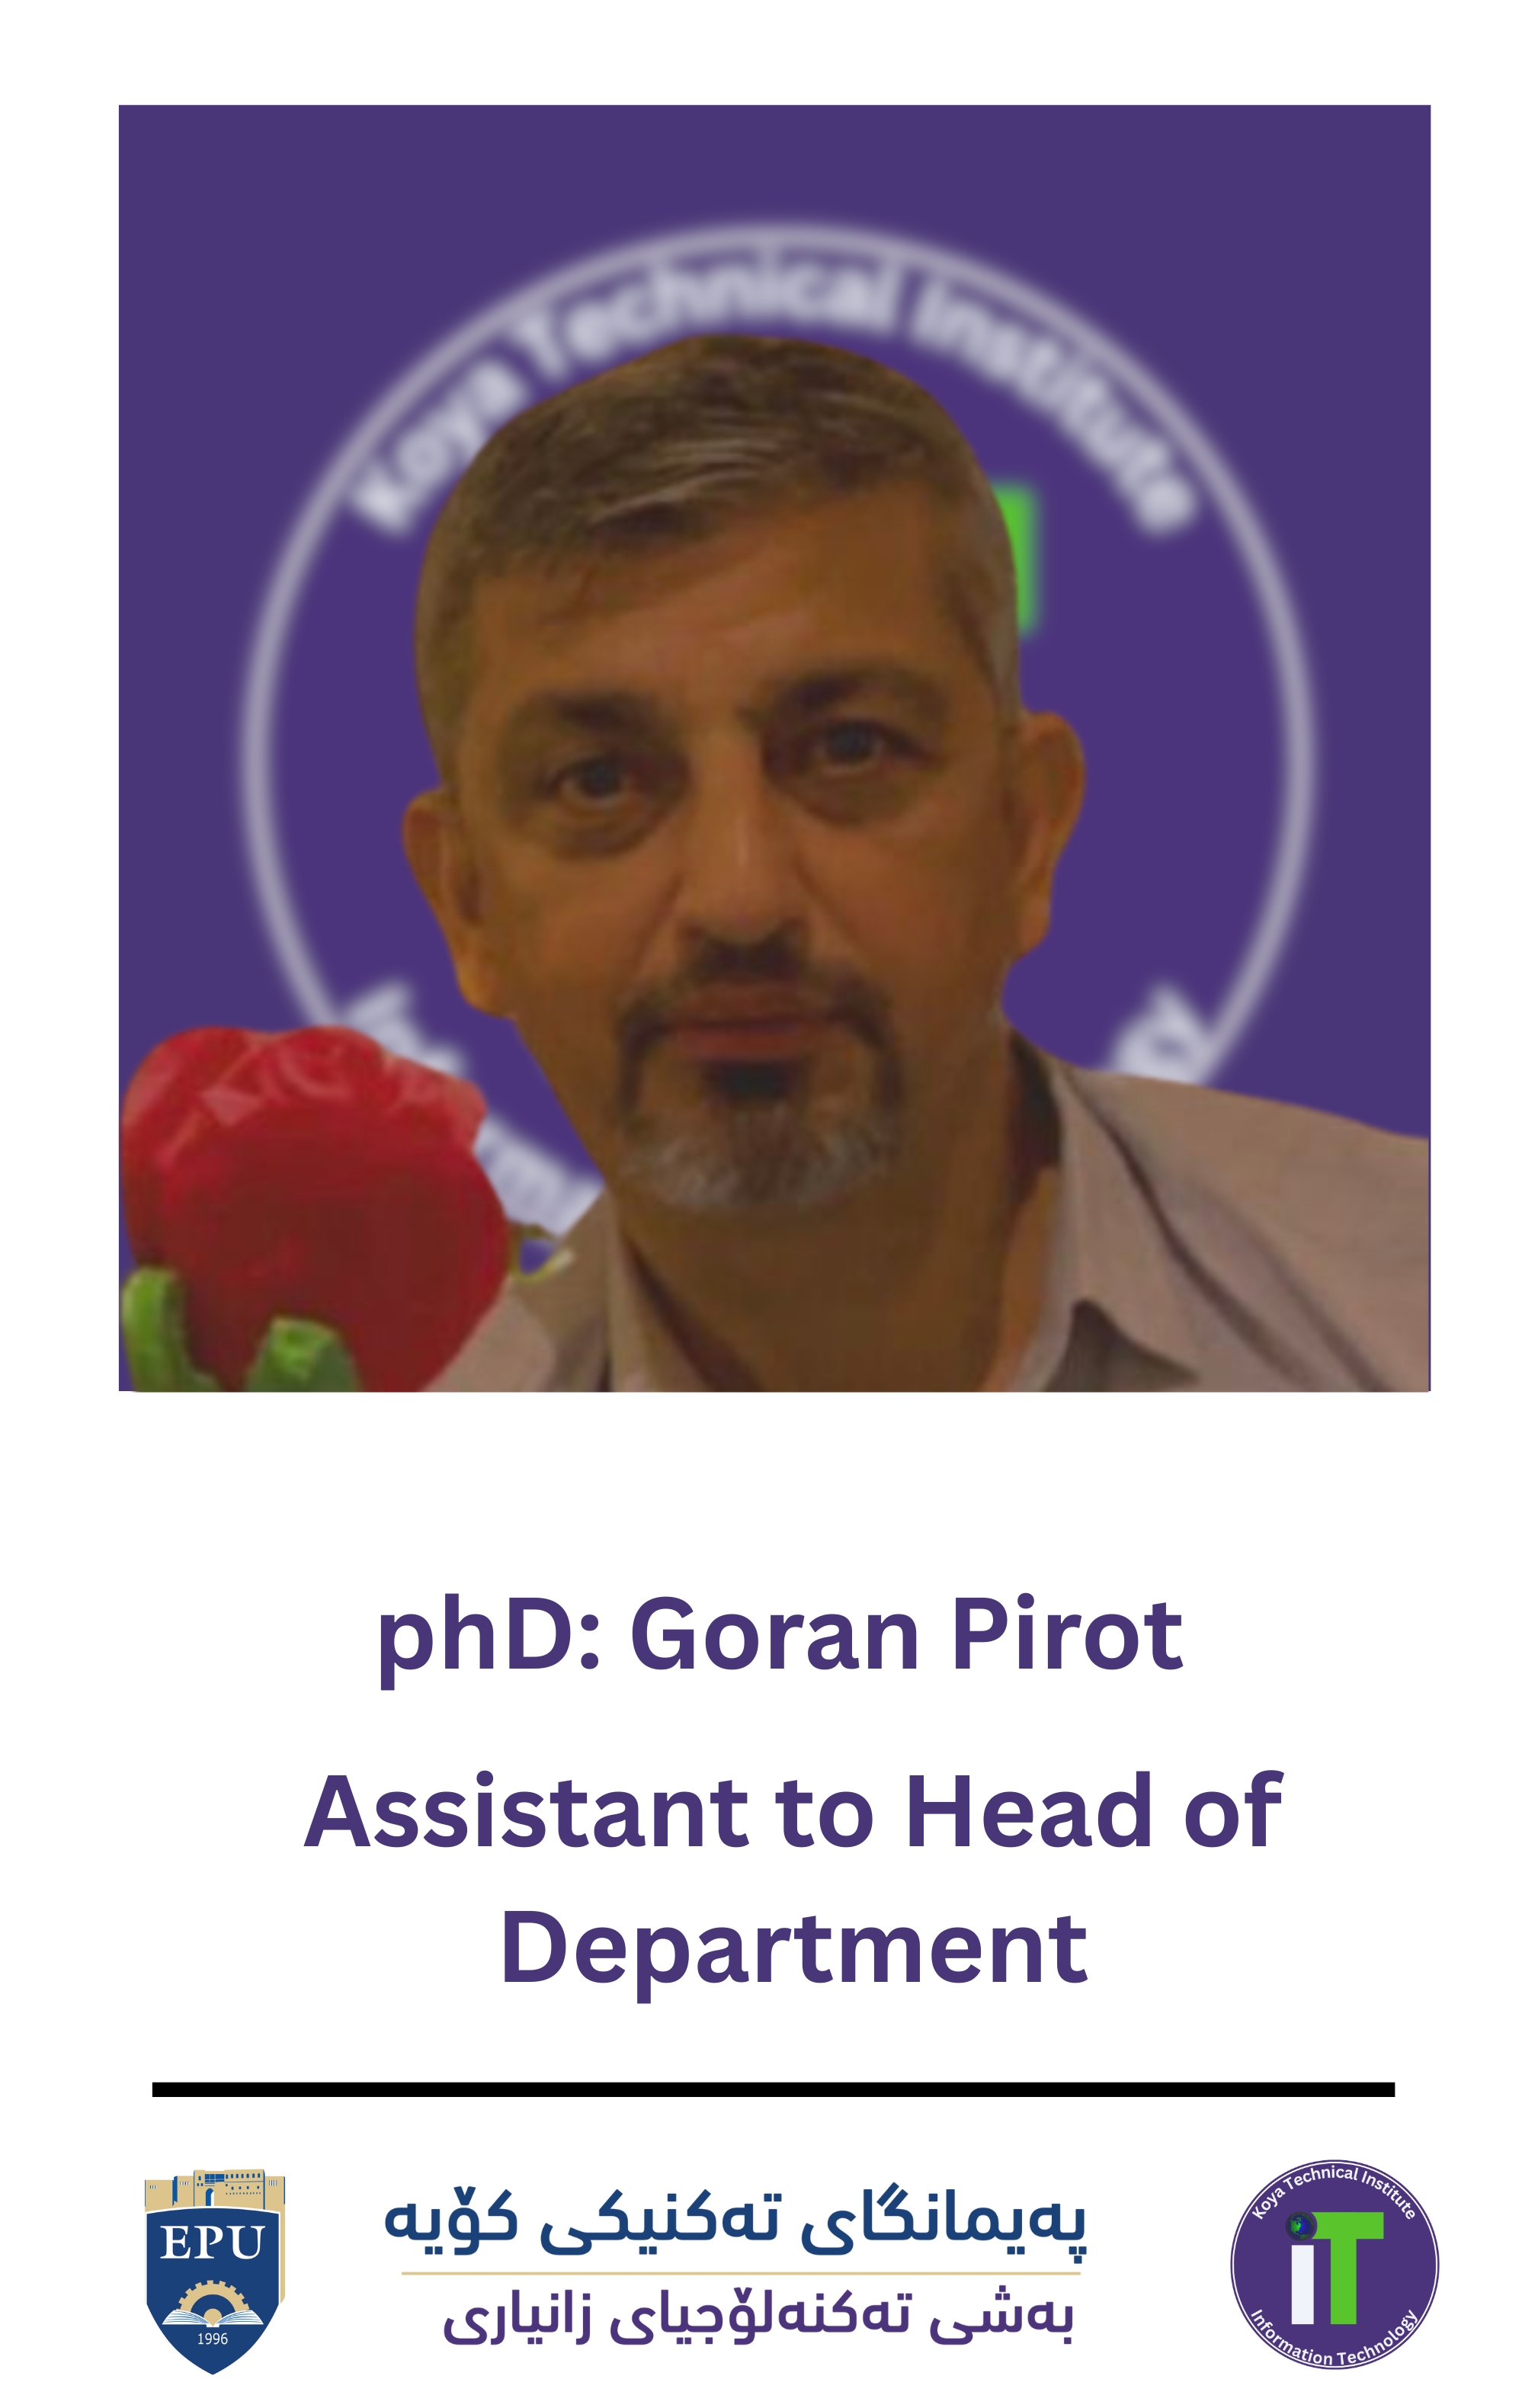 Koya Technical Institute
phD: Goran Pirot
Assistant to Head of
Department
EPU
1996
پەیمانگای تەکنیکی کۆیە
بەشی تەکنەلۆجیای زانیاری
Koya Technical Institute
iT
Information Technology